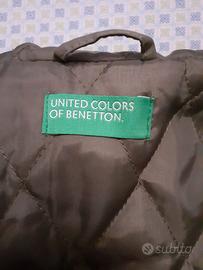 UNITED COLORS
OF BENETTON.
subito